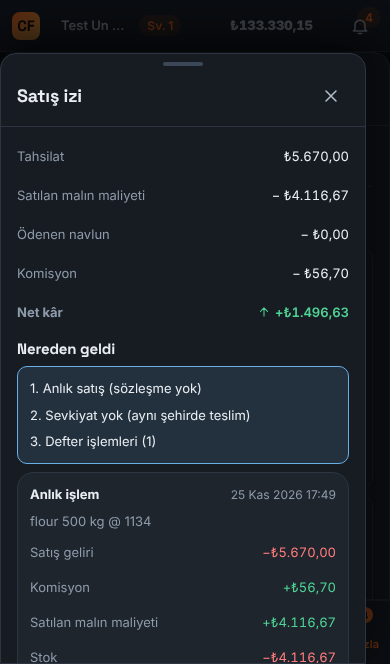 CF Test Un ... Sv. 1 ₺133.330,15 4
Satış izi
Tahsilat ₺5.670,00
Satılan malın maliyeti − ₺4.116,67
Ödenen navlun − ₺0,00
Komisyon − ₺56,70
Net kâr ↑ +₺1.496,63
Nereden geldi
1. Anlık satış (sözleşme yok)
2. Sevkiyat yok (aynı şehirde teslim)
3. Defter işlemleri (1)
Anlık işlem 25 Kas 2026 17:49
flour 500 kg @ 1134
Satış geliri −₺5.670,00
Komisyon +₺56,70
Satılan malın maliyeti +₺4.116,67
Stok −₺4.116,67